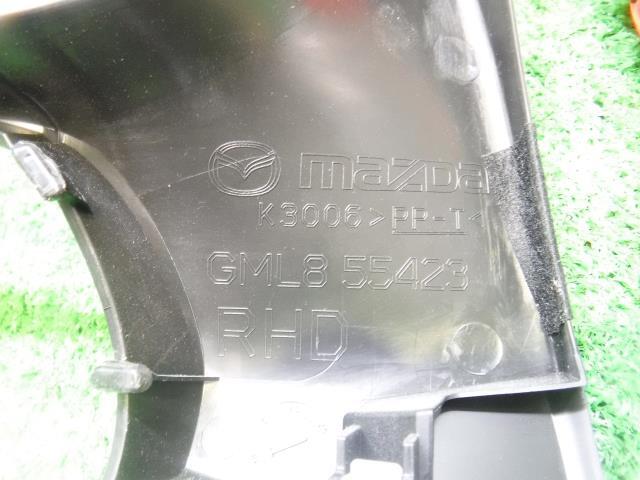 mazda
K3006 >PP-T<
GML8 55423
RHD